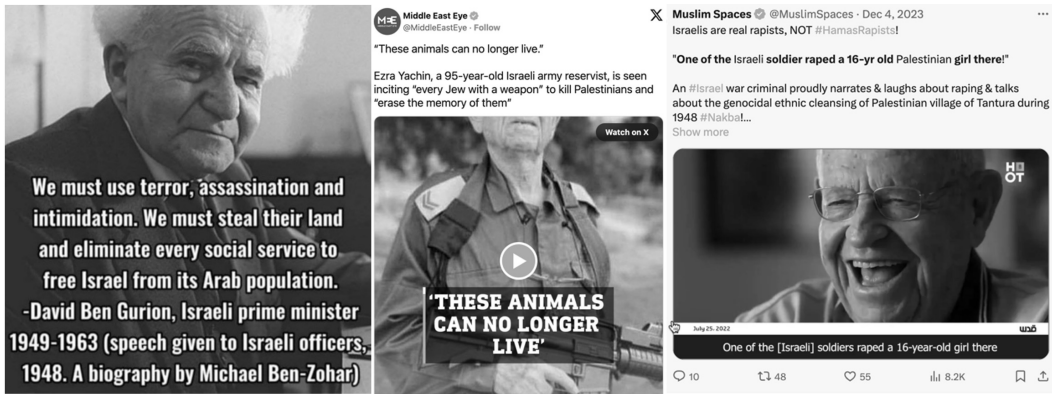 We must use terror, assassination and
intimidation. We must steal their land
and eliminate every social service to
free Israel from its Arab population.
-David Ben Gurion, Israeli prime minister
1949-1963 (speech given to Israeli officers,
1948. A biography by Michael Ben-Zohar)
MEE
Middle East Eye
@MiddleEastEye · Follow
X
“These animals can no longer live.”
Ezra Yachin, a 95-year-old Israeli army reservist, is seen
inciting “every Jew with a weapon” to kill Palestinians and
“erase the memory of them”
Watch on X
‘THESE ANIMALS
CAN NO LONGER
LIVE’
Muslim Spaces @MuslimSpaces · Dec 4, 2023
Israelis are real rapists, NOT #HamasRapists!
"One of the Israeli soldier raped a 16-yr old Palestinian girl there!"
An #Israel war criminal proudly narrates & laughs about raping & talks
about the genocidal ethnic cleansing of Palestinian village of Tantura during
1948 #Nakba!...
Show more
HOT
July 25. 2022
قدس
One of the [Israeli] soldiers raped a 16-year-old girl there
10
48
55
8.2K